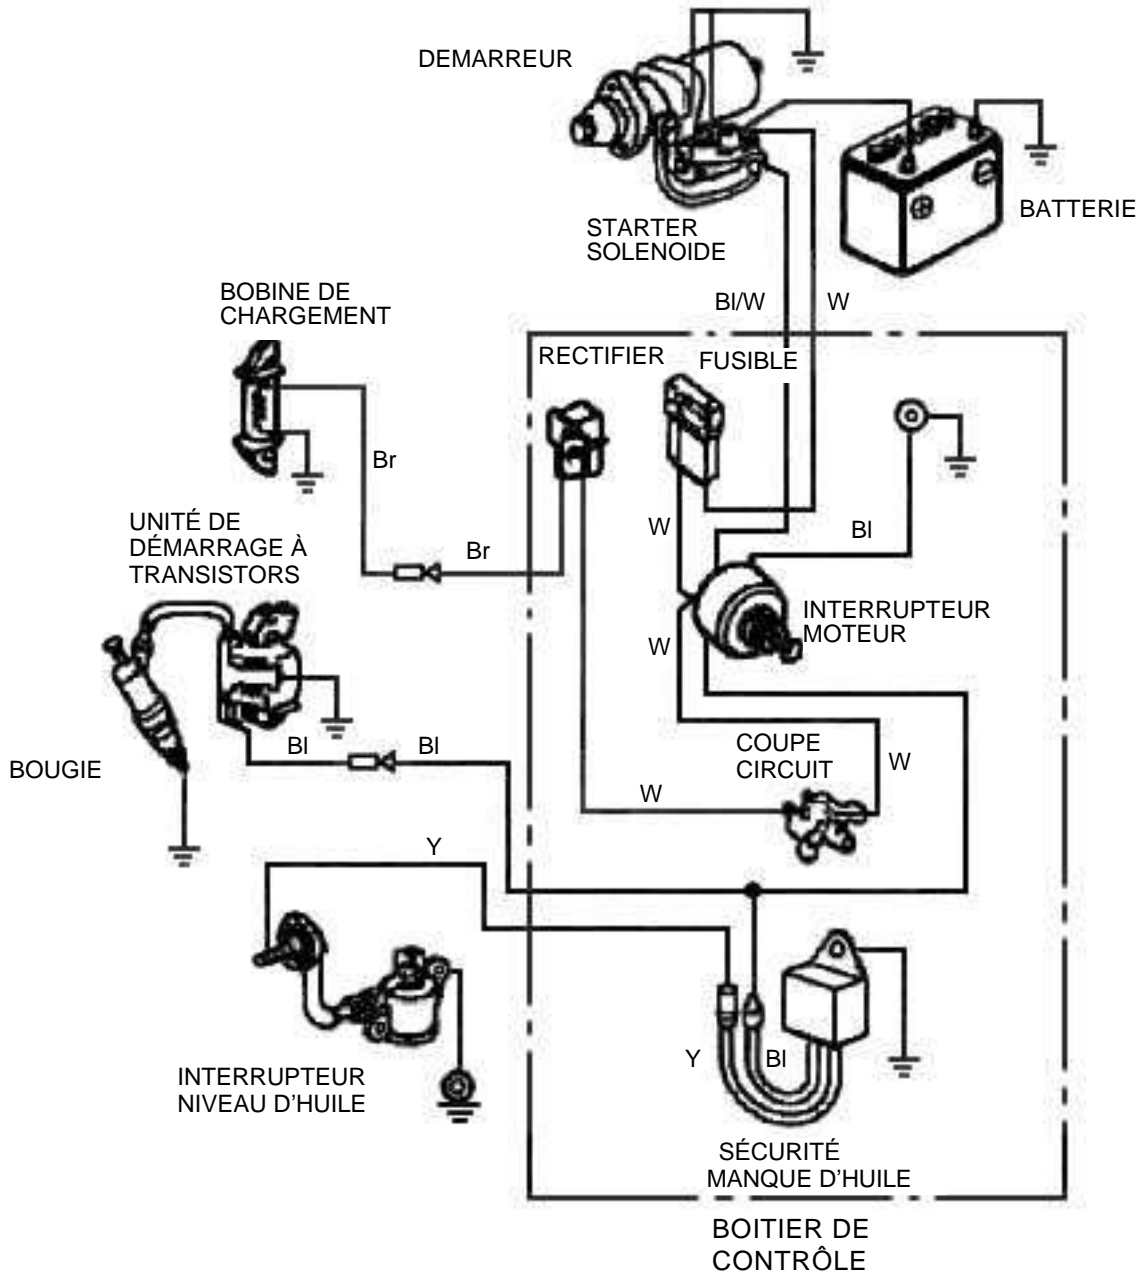 DEMARREUR
BATTERIE
STARTER
SOLENOIDE
BOBINE DE
CHARGEMENT
Bl/W
W
RECTIFIER
FUSIBLE
Br
UNITÉ DE
DÉMARRAGE À
TRANSISTORS
Br
W
Bl
INTERRUPTEUR
MOTEUR
W
BOUGIE
Bl
Bl
COUPE
CIRCUIT
W
W
Y
Y
Bl
INTERRUPTEUR
NIVEAU D'HUILE
SÉCURITÉ
MANQUE D'HUILE
BOITIER DE
CONTRÔLE